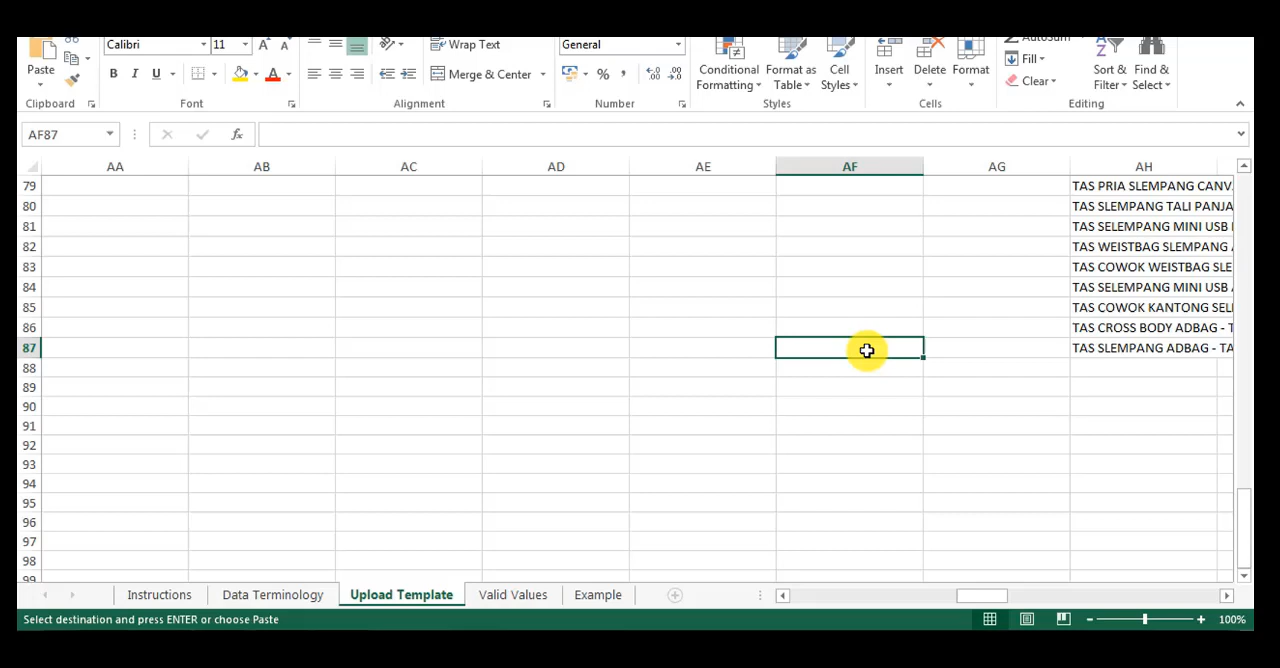 Calibri 11 A A Wrap Text General AutoSum
Paste B I U Merge & Center % , Conditional Formatting Format as Table Cell Styles Insert Delete Format Fill Clear Sort & Filter Find & Select
Clipboard Font Alignment Number Styles Cells Editing
AF87 fx
AA AB AC AD AE AF AG AH
79 TAS PRIA SLEMPANG CANV
80 TAS SLEMPANG TALI PANJA
81 TAS SELEMPANG MINI USB
82 TAS WEISTBAG SLEMPANG
83 TAS COWOK WEISTBAG SLE
84 TAS SELEMPANG MINI USB
85 TAS COWOK KANTONG SEL
86 TAS CROSS BODY ADBAG - T
87 TAS SLEMPANG ADBAG - TA
88
89
90
91
92
93
94
95
96
97
98
99
Instructions Data Terminology Upload Template Valid Values Example
Select destination and press ENTER or choose Paste 100%